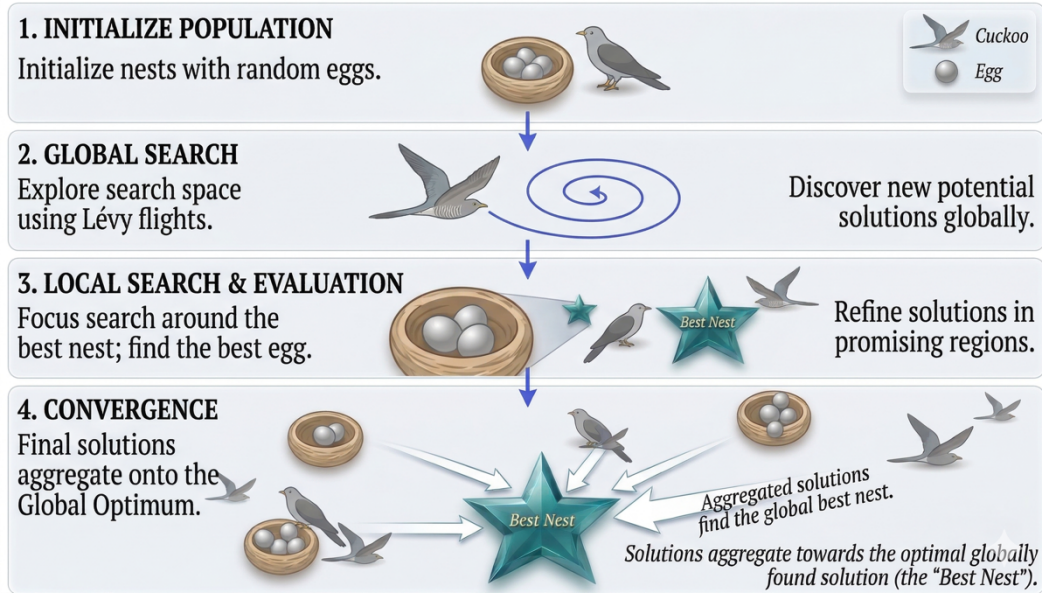 1. INITIALIZE POPULATION
Initialize nests with random eggs.
Cuckoo
Egg
2. GLOBAL SEARCH
Explore search space
using Lévy flights.
Discover new potential
solutions globally.
3. LOCAL SEARCH & EVALUATION
Focus search around the
best nest; find the best egg.
Best Nest
Refine solutions in
promising regions.
4. CONVERGENCE
Final solutions
aggregate onto the
Global Optimum.
Best Nest
Aggregated solutions
find the global best nest.
Solutions aggregate towards the optimal globally
found solution (the “Best Nest”).